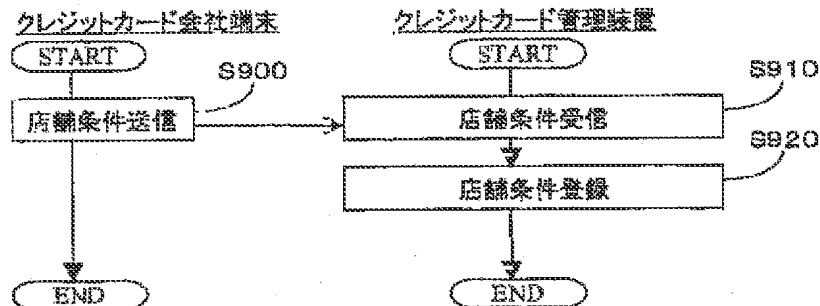 クレジットカード会社端末
クレジットカード管理装置
START
START
S900
S910
店舗条件送信
店舗条件受信
S920
店舗条件登録
END
END